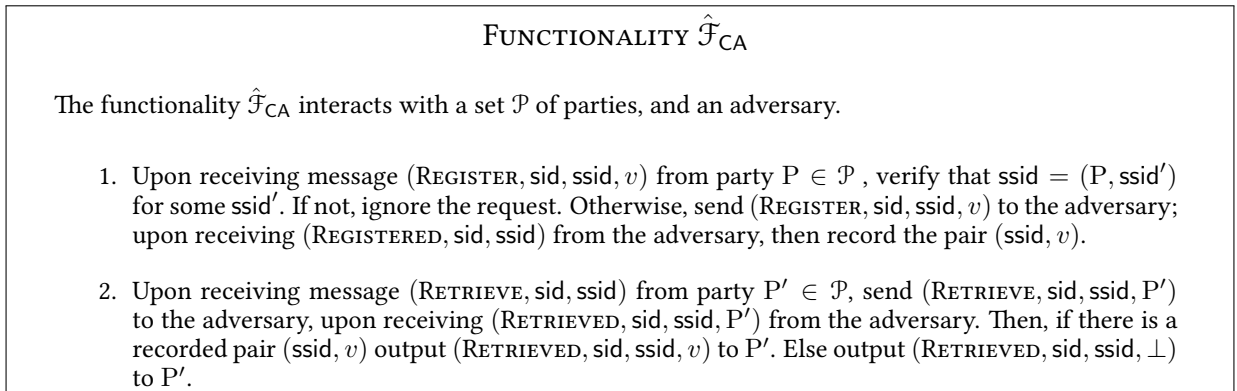 FUNCTIONALITY ℱ̂_CA
The functionality ℱ̂_CA interacts with a set 𝒫 of parties, and an adversary.
1. Upon receiving message (REGISTER, sid, ssid, v) from party P ∈ 𝒫 , verify that ssid = (P, ssid′)
for some ssid′. If not, ignore the request. Otherwise, send (REGISTER, sid, ssid, v) to the adversary;
upon receiving (REGISTERED, sid, ssid) from the adversary, then record the pair (ssid, v).
2. Upon receiving message (RETRIEVE, sid, ssid) from party P′ ∈ 𝒫, send (RETRIEVE, sid, ssid, P′)
to the adversary, upon receiving (RETRIEVED, sid, ssid, P′) from the adversary. Then, if there is a
recorded pair (ssid, v) output (RETRIEVED, sid, ssid, v) to P′. Else output (RETRIEVED, sid, ssid, ⊥)
to P′.